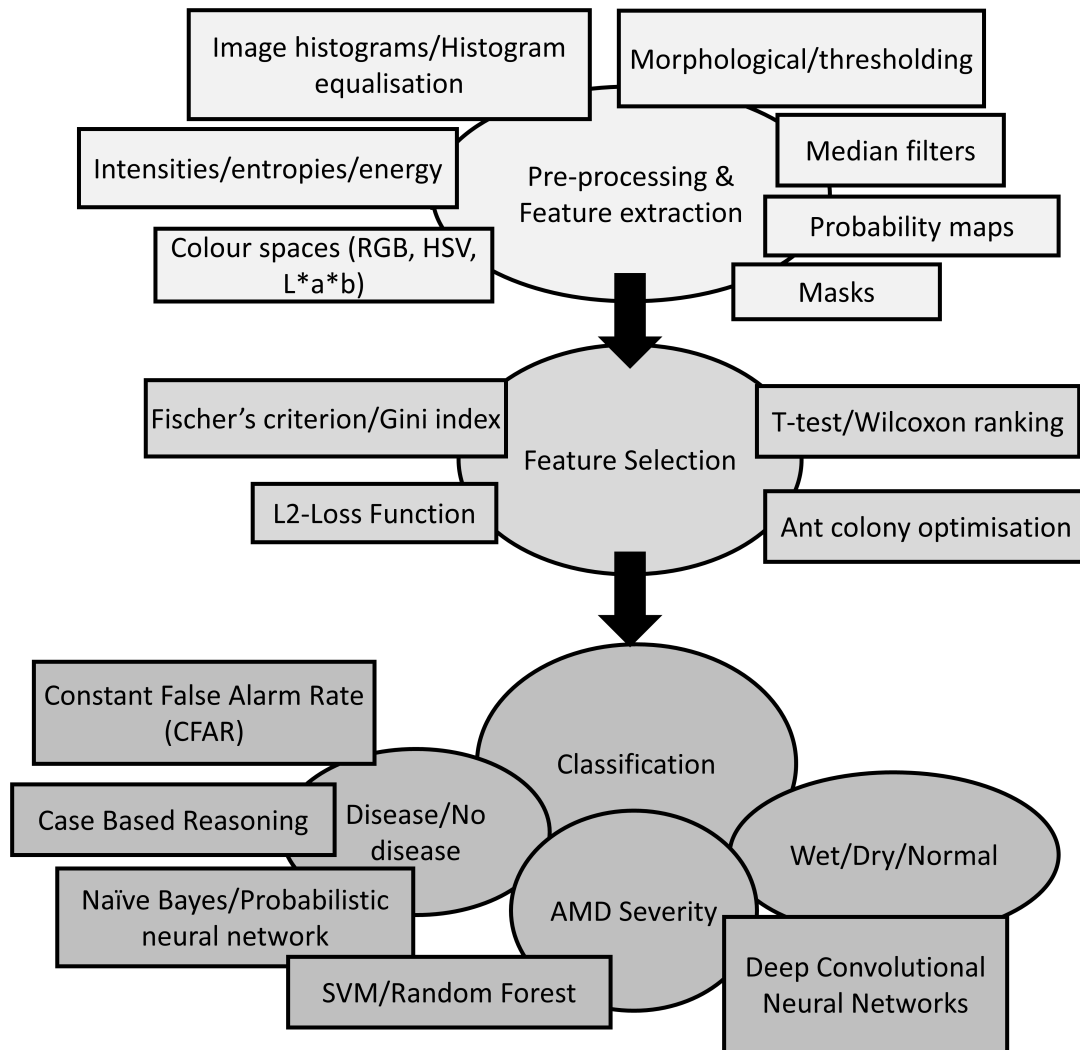 Image histograms/Histogram
equalisation
Morphological/thresholding
Median filters
Intensities/entropies/energy
Pre-processing &
Feature extraction
Probability maps
Colour spaces (RGB, HSV,
L*a*b)
Masks
Fischer’s criterion/Gini index
T-test/Wilcoxon ranking
Feature Selection
L2-Loss Function
Ant colony optimisation
Constant False Alarm Rate
(CFAR)
Classification
Case Based Reasoning
Disease/No
disease
Wet/Dry/Normal
Naïve Bayes/Probabilistic
neural network
AMD Severity
SVM/Random Forest
Deep Convolutional
Neural Networks